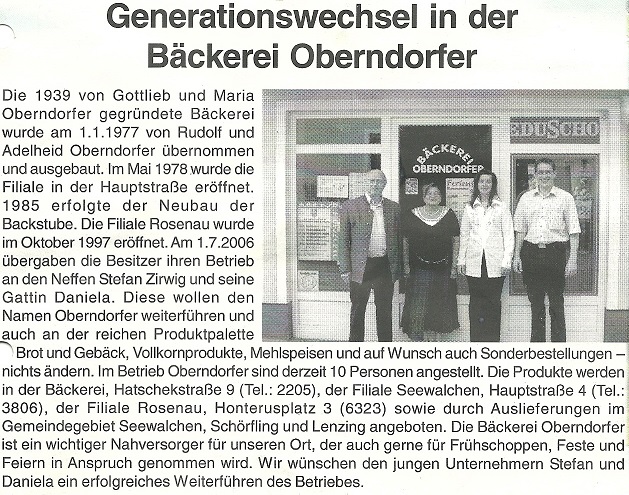 Generationswechsel in der
Bäckerei Oberndorfer
Die 1939 von Gottlieb und Maria
Oberndorfer gegründete Bäckerei
wurde am 1.1.1977 von Rudolf und
Adelheid Oberndorfer übernommen
und ausgebaut. Im Mai 1978 wurde die
Filiale in der Hauptstraße eröffnet.
1985 erfolgte der Neubau der
Backstube. Die Filiale Rosenau wurde
im Oktober 1997 eröffnet. Am 1.7.2006
übergaben die Besitzer ihren Betrieb
an den Neffen Stefan Zirwig und seine
Gattin Daniela. Diese wollen den
Namen Oberndorfer weiterführen und
auch an der reichen Produktpalette
Brot und Gebäck, Vollkornprodukte, Mehlspeisen und auf Wunsch auch Sonderbestellungen –
nichts ändern. Im Betrieb Oberndorfer sind derzeit 10 Personen angestellt. Die Produkte werden
in der Bäckerei, Hatschekstraße 9 (Tel.: 2205), der Filiale Seewalchen, Hauptstraße 4 (Tel.:
3806), der Filiale Rosenau, Honterusplatz 3 (6323) sowie durch Auslieferungen im
Gemeindegebiet Seewalchen, Schörfling und Lenzing angeboten. Die Bäckerei Oberndorfer
ist ein wichtiger Nahversorger für unseren Ort, der auch gerne für Frühschoppen, Feste und
Feiern in Anspruch genommen wird. Wir wünschen den jungen Unternehmern Stefan und
Daniela ein erfolgreiches Weiterführen des Betriebes.
EDUSCHO
BÄCKEREI
OBERNDORFER